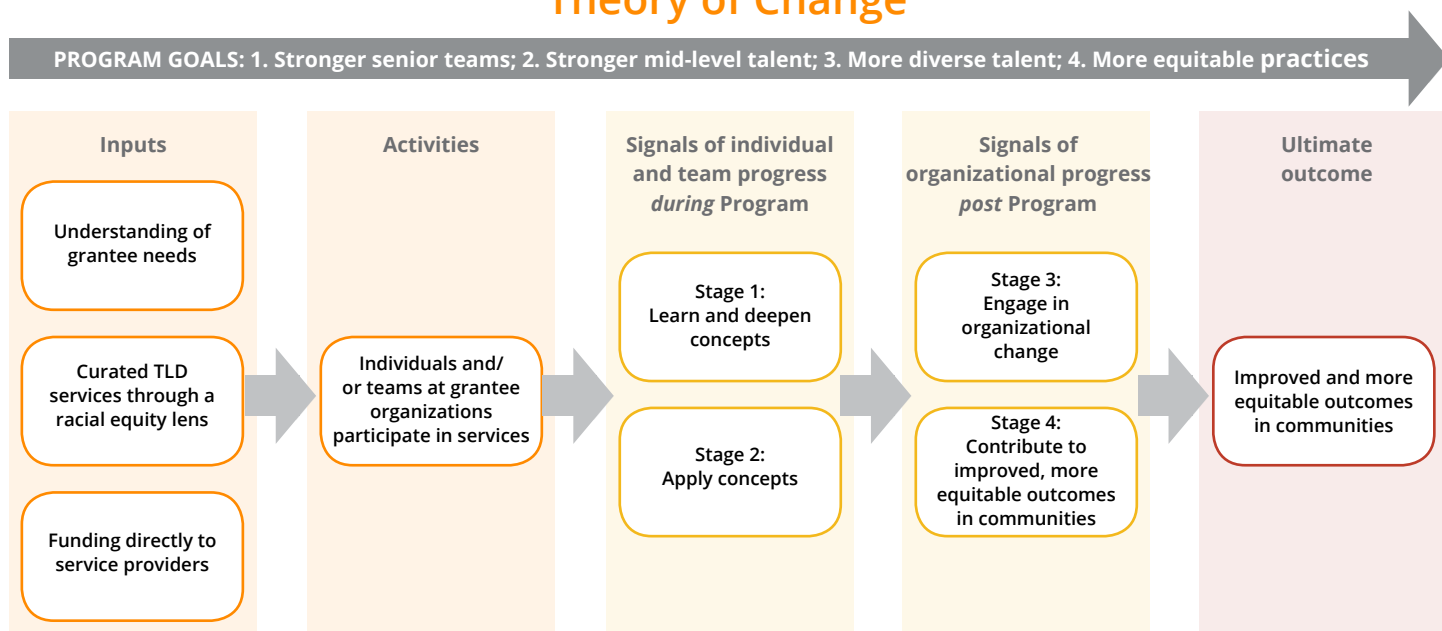 Theory of Change
PROGRAM GOALS: 1. Stronger senior teams; 2. Stronger mid-level talent; 3. More diverse talent; 4. More equitable practices
Inputs
Understanding of
grantee needs
Curated TLD
services through a
racial equity lens
Funding directly to
service providers
Activities
Individuals and/
or teams at grantee
organizations
participate in services
Signals of individual
and team progress
during Program
Stage 1:
Learn and deepen
concepts
Stage 2:
Apply concepts
Signals of
organizational progress
post Program
Stage 3:
Engage in
organizational
change
Stage 4:
Contribute to
improved, more
equitable outcomes
in communities
Ultimate
outcome
Improved and more
equitable outcomes
in communities